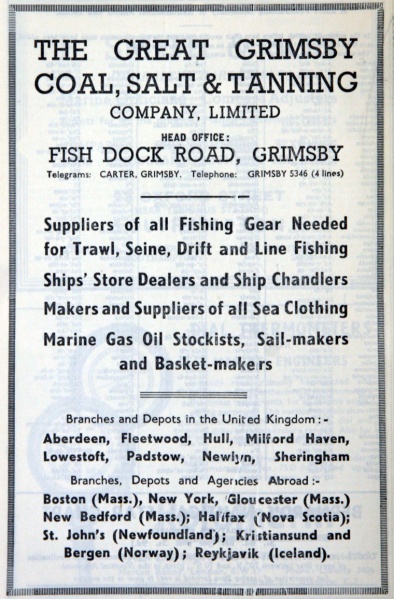 THE GREAT GRIMSBY
COAL, SALT & TANNING
COMPANY, LIMITED
HEAD OFFICE:
FISH DOCK ROAD, GRIMSBY
Telegrams: CARTER, GRIMSBY. Telephone: GRIMSBY 5346 (4 lines)
Suppliers of all Fishing Gear Needed
for Trawl, Seine, Drift and Line Fishing
Ships' Store Dealers and Ship Chandlers
Makers and Suppliers of all Sea Clothing
Marine Gas Oil Stockists, Sail-makers
and Basket-makers
Branches and Depots in the United Kingdom :-
Aberdeen, Fleetwood, Hull, Milford Haven,
Lowestoft, Padstow, Newlyn, Sheringham
Branches, Depots and Agencies Abroad :-
Boston (Mass.), New York, Gloucester (Mass.)
New Bedford (Mass.); Halifax (Nova Scotia);
St. John's (Newfoundland); Kristiansund and
Bergen (Norway); Reykjavik (Iceland).